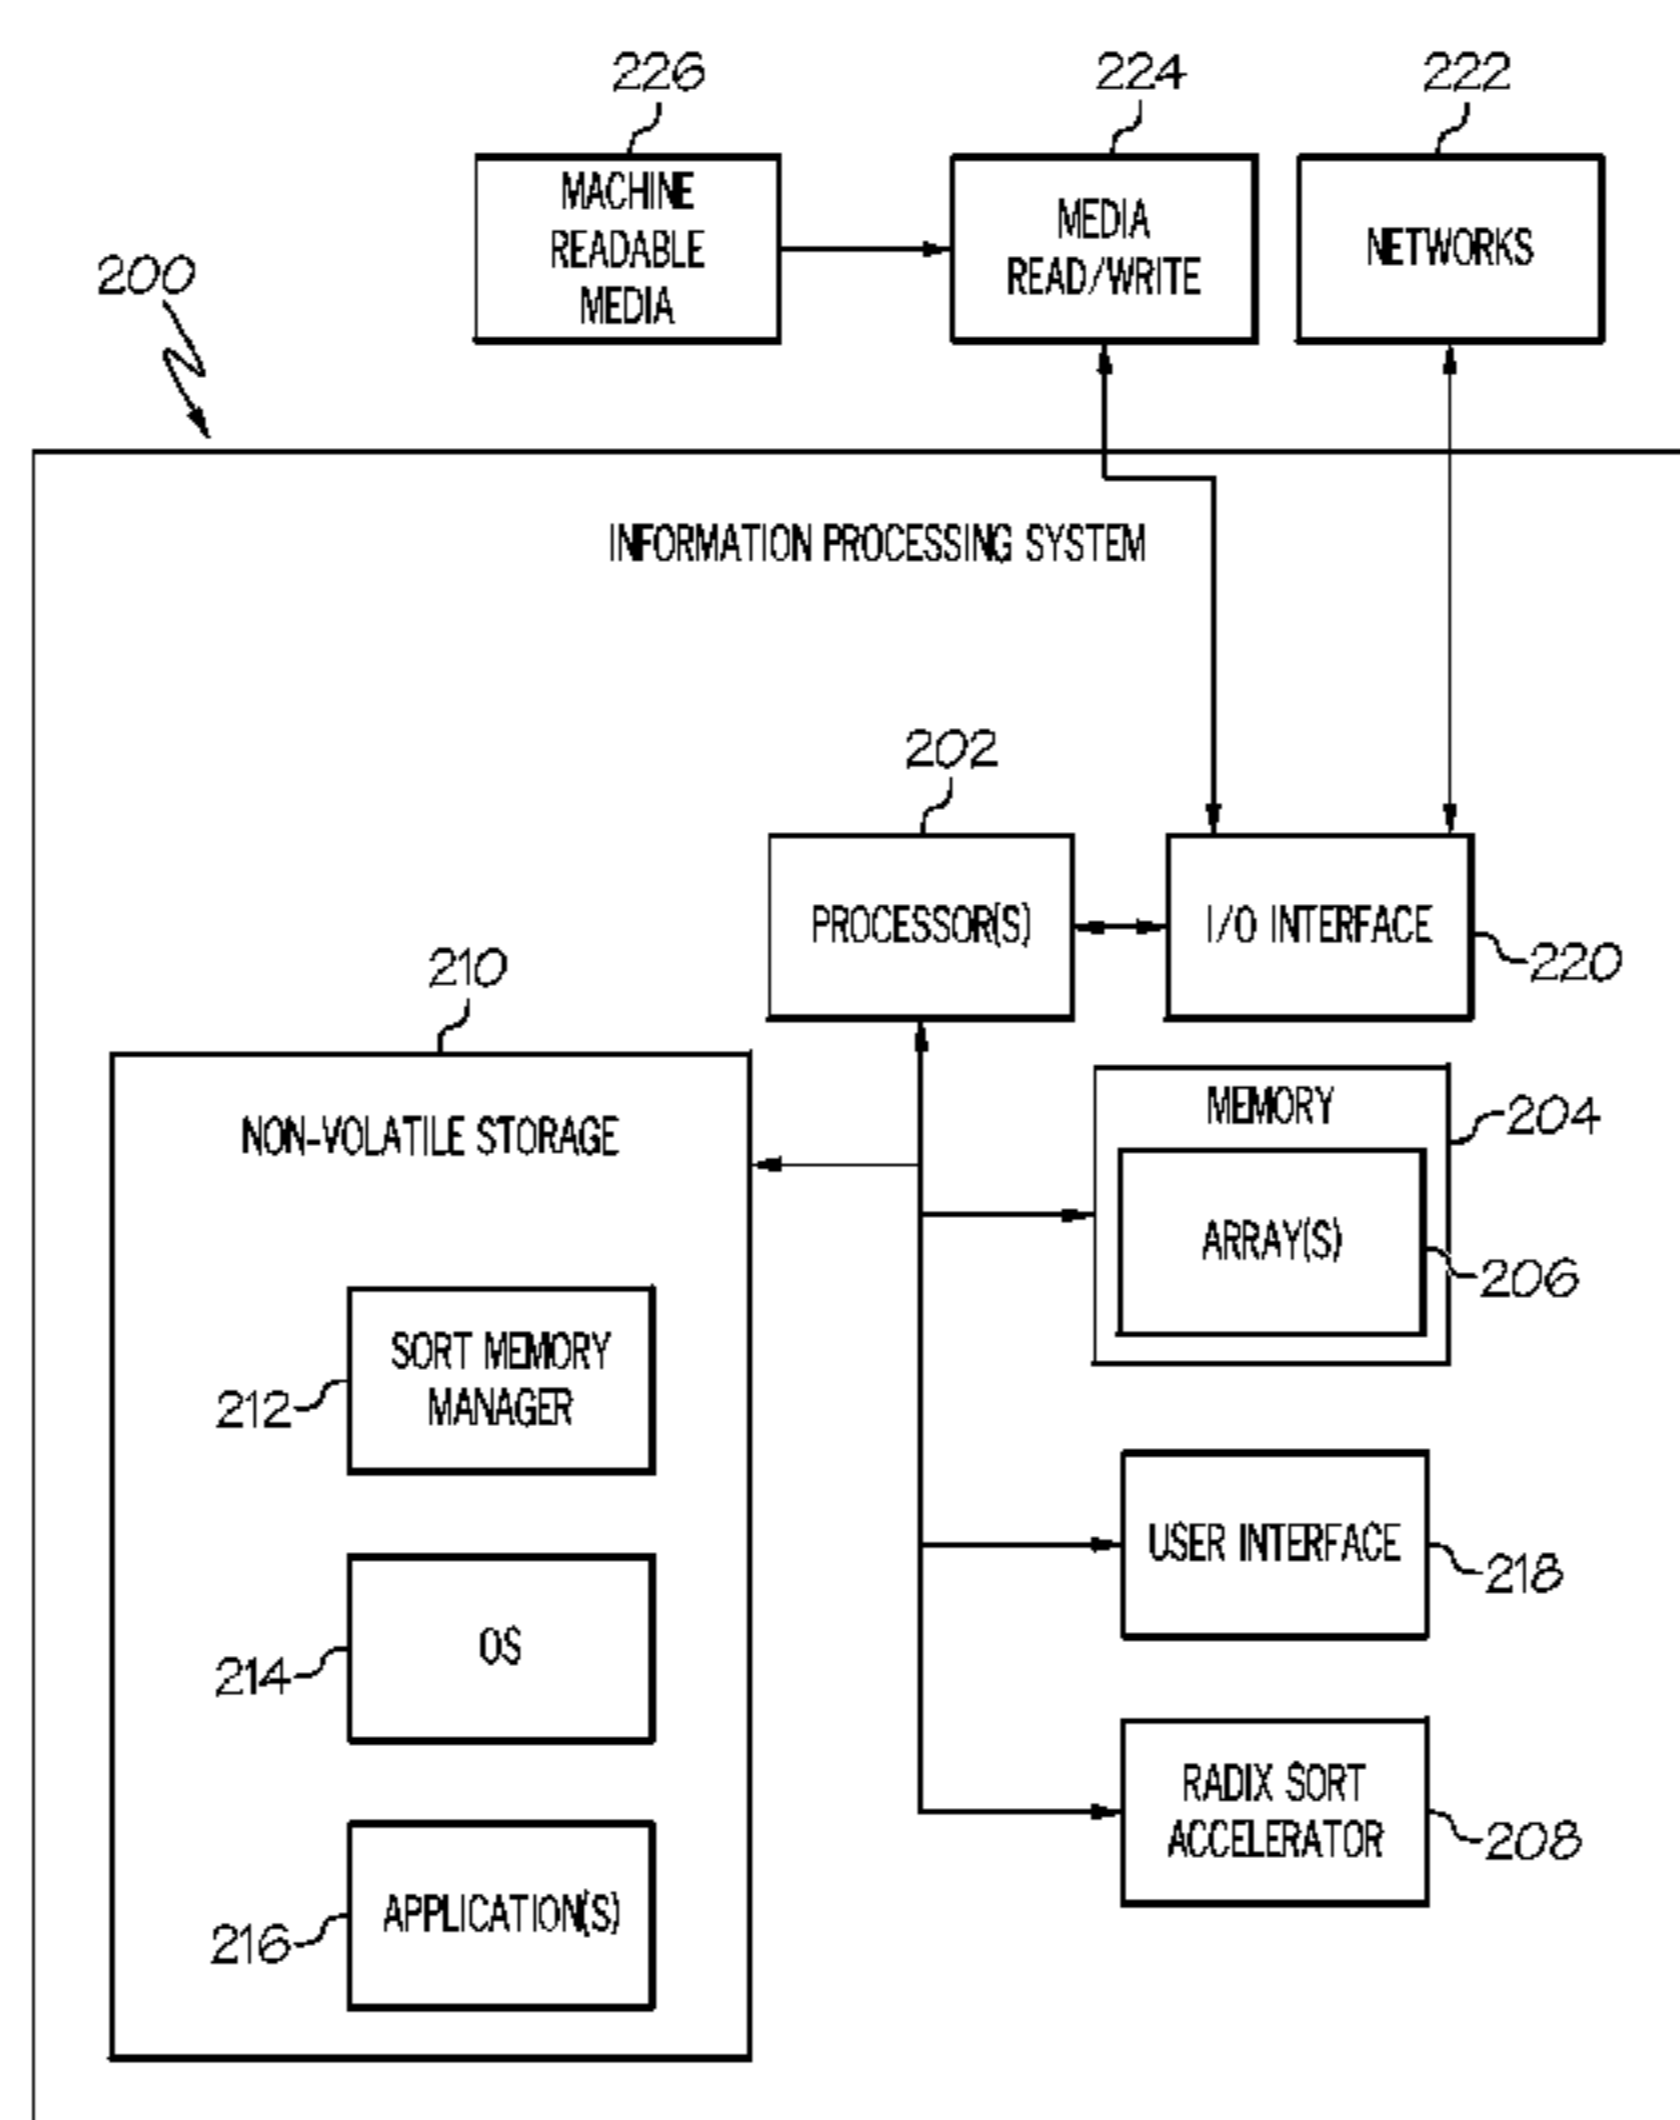 226
224
222
MACHINE
READABLE
MEDIA
MEDIA
READ/WRITE
NETWORKS
200
INFORMATION PROCESSING SYSTEM
202
PROCESSOR(S)
I/O INTERFACE
220
210
NON-VOLATILE STORAGE
MEMORY
204
ARRAY(S)
206
SORT MEMORY
MANAGER
212
USER INTERFACE
218
OS
214
RADIX SORT
ACCELERATOR
208
APPLICATION(S)
216